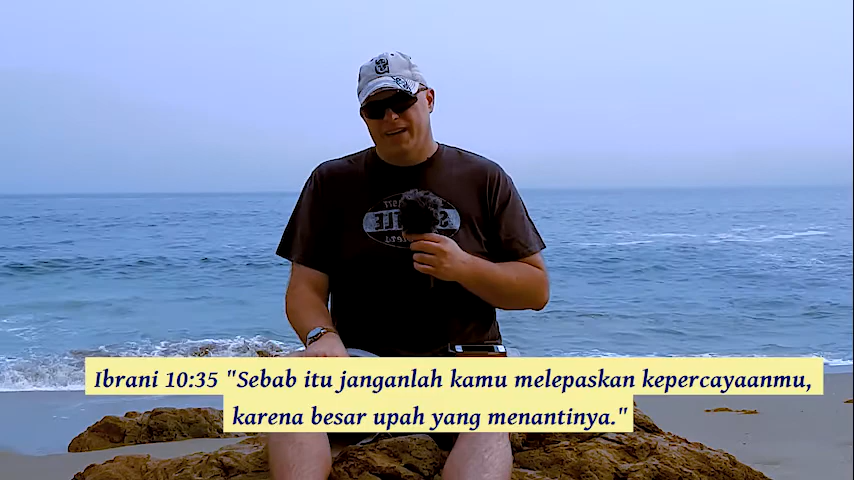 Ibrani 10:35 "Sebab itu janganlah kamu melepaskan kepercayaanmu,
karena besar upah yang menantinya."